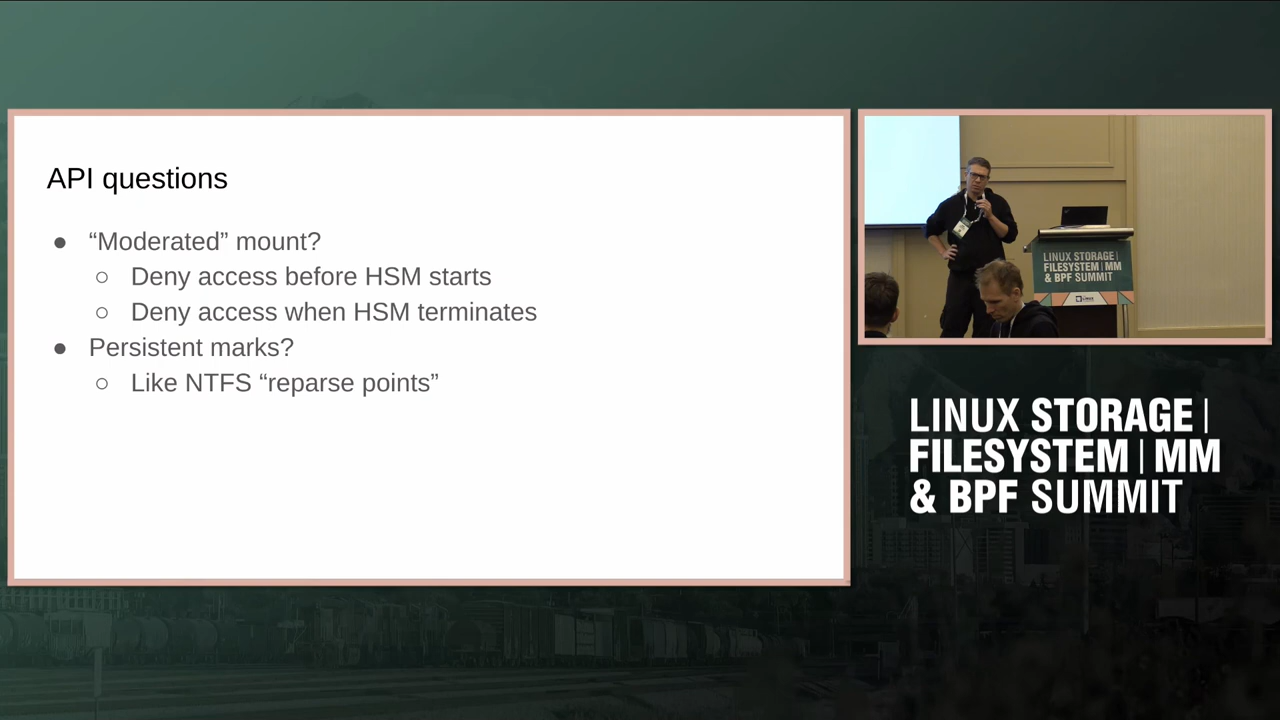 API questions
● “Moderated” mount?
○ Deny access before HSM starts
○ Deny access when HSM terminates
● Persistent marks?
○ Like NTFS “reparse points”
LINUX STORAGE |
FILESYSTEM | MM
& BPF SUMMIT
LINUX STORAGE |
FILESYSTEM | MM
& BPF SUMMIT